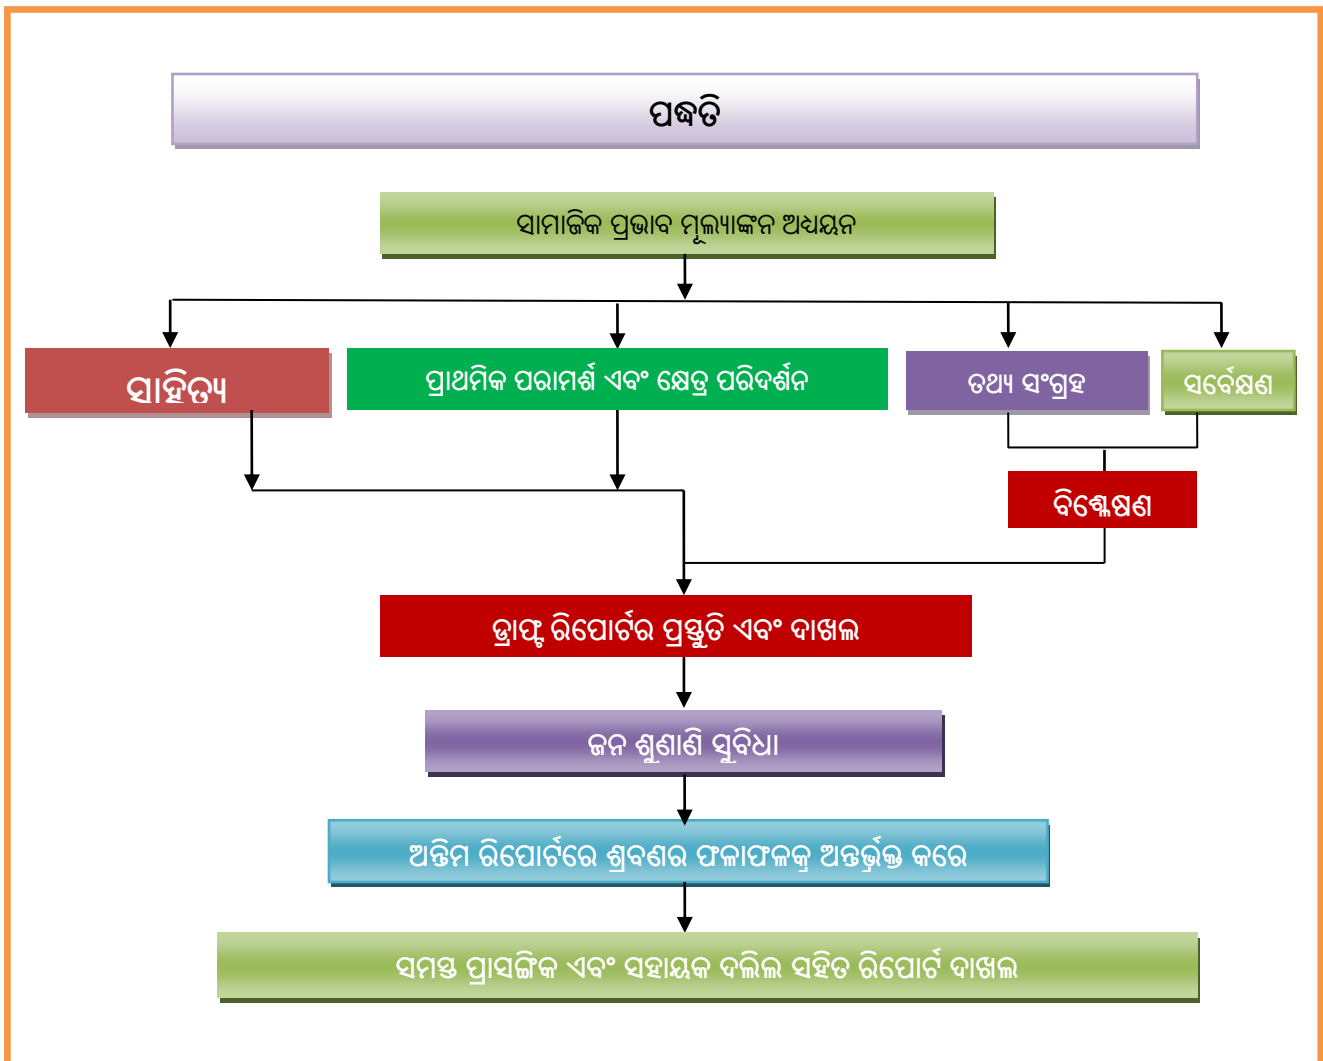 ପଦ୍ଧତି
ସାମାଜିକ ପ୍ରଭାବ ମୂଲ୍ୟାଙ୍କନ ଅଧ୍ୟୟନ
ସାହିତ୍ୟ
ପ୍ରାଥମିକ ପରାମର୍ଶ ଏବଂ କ୍ଷେତ୍ର ପରିଦର୍ଶନ
ତଥ୍ୟ ସଂଗ୍ରହ
ସର୍ବେକ୍ଷଣ
ବିଶ୍ଳେଷଣ
ଡ୍ରାଫ୍ଟ ରିପୋର୍ଟର ପ୍ରସ୍ତୁତି ଏବଂ ଦାଖଲ
ଜନ ଶୁଣାଣି ସୁବିଧା
ଅନ୍ତିମ ରିପୋର୍ଟରେ ଶ୍ରବଣର ଫଳାଫଳକୁ ଅନ୍ତର୍ଭୁକ୍ତ କରେ
ସମସ୍ତ ପ୍ରାସଙ୍ଗିକ ଏବଂ ସହାୟକ ଦଲିଲ ସହିତ ରିପୋର୍ଟ ଦାଖଲ